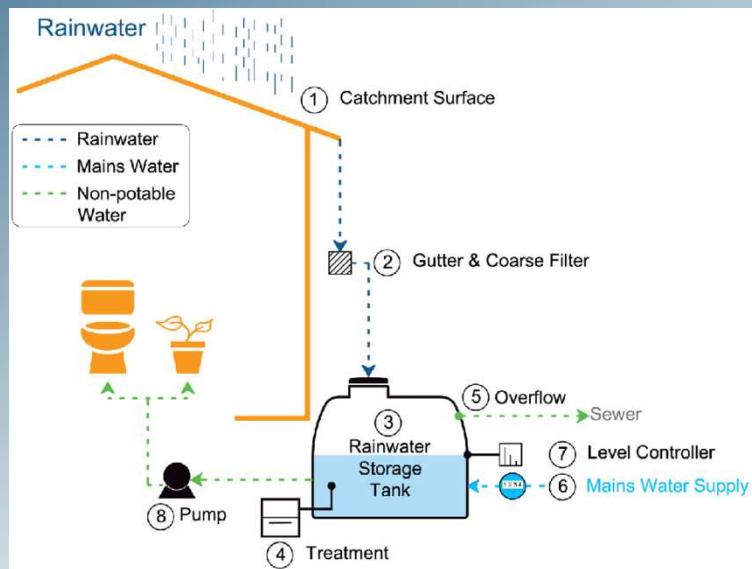 Rainwater
1 Catchment Surface
Rainwater
Mains Water
Non-potable
Water
2 Gutter & Coarse Filter
5 Overflow
Sewer
3
Rainwater
Storage
Tank
7 Level Controller
6 Mains Water Supply
8 Pump
4 Treatment